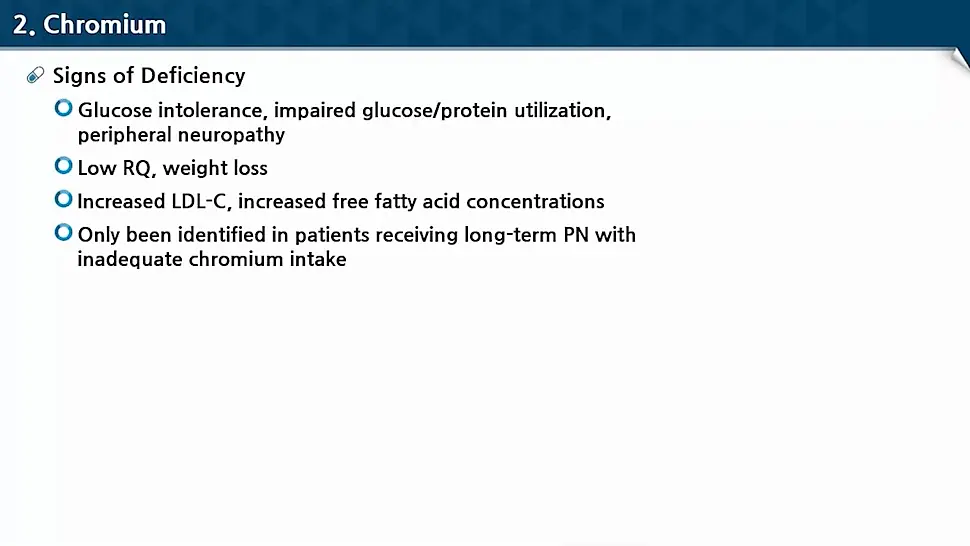 2. Chromium
Signs of Deficiency
Glucose intolerance, impaired glucose/protein utilization,
peripheral neuropathy
Low RQ, weight loss
Increased LDL-C, increased free fatty acid concentrations
Only been identified in patients receiving long-term PN with
inadequate chromium intake